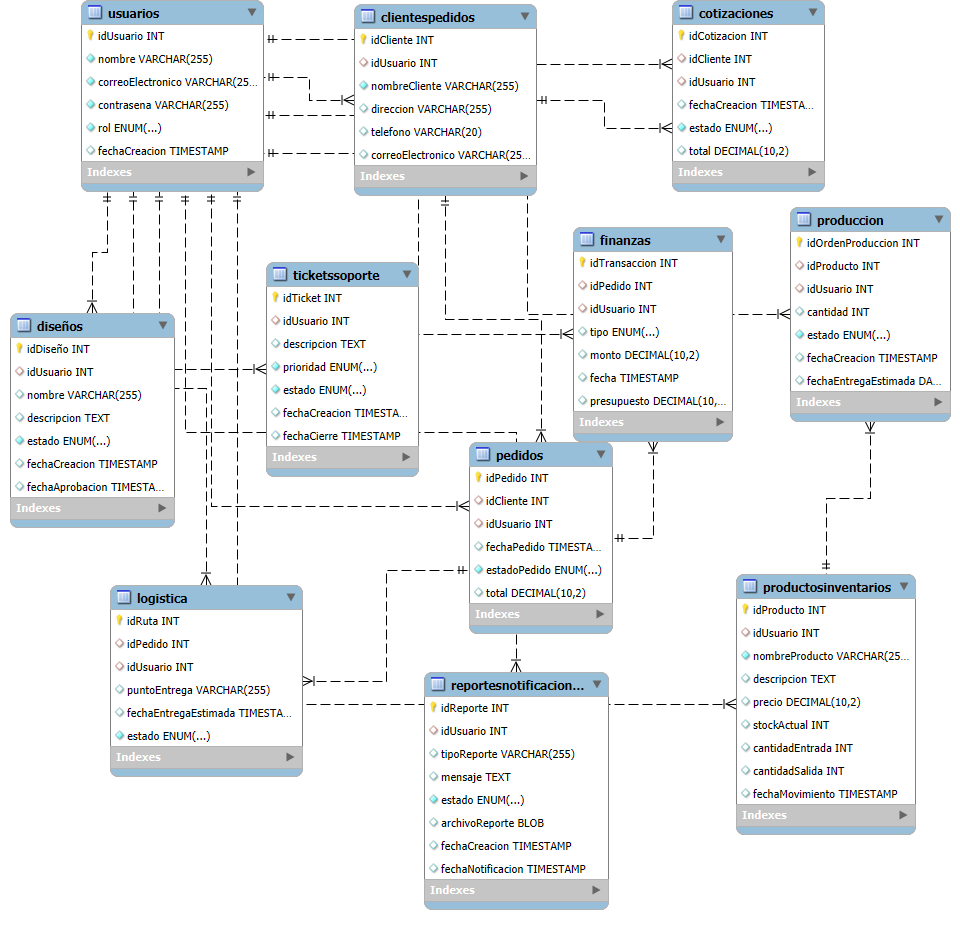 usuarios
idUsuario INT
nombre VARCHAR(255)
correoElectronico VARCHAR(25...
contrasena VARCHAR(255)
rol ENUM(...)
fechaCreacion TIMESTAMP
Indexes
clientespedidos
idCliente INT
idUsuario INT
nombreCliente VARCHAR(255)
direccion VARCHAR(255)
telefono VARCHAR(20)
correoElectronico VARCHAR(25...
Indexes
cotizaciones
idCotizacion INT
idCliente INT
idUsuario INT
fechaCreacion TIMESTA...
estado ENUM(...)
total DECIMAL(10,2)
Indexes
produccion
idOrdenProduccion INT
idProducto INT
idUsuario INT
cantidad INT
estado ENUM(...)
fechaCreacion TIMESTAMP
fechaEntregaEstimada DA...
Indexes
finanzas
idTransaccion INT
idPedido INT
idUsuario INT
tipo ENUM(...)
monto DECIMAL(10,2)
fecha TIMESTAMP
presupuesto DECIMAL(10,...
Indexes
ticketssoporte
idTicket INT
idUsuario INT
descripcion TEXT
prioridad ENUM(...)
estado ENUM(...)
fechaCreacion TIMESTA...
fechaCierre TIMESTAMP
Indexes
diseños
idDiseño INT
idUsuario INT
nombre VARCHAR(255)
descripcion TEXT
estado ENUM(...)
fechaCreacion TIMESTAMP
fechaAprobacion TIMESTA...
Indexes
pedidos
idPedido INT
idCliente INT
idUsuario INT
fechaPedido TIMESTA...
estadoPedido ENUM(...)
total DECIMAL(10,2)
Indexes
logistica
idRuta INT
idPedido INT
idUsuario INT
puntoEntrega VARCHAR(255)
fechaEntregaEstimada TIMESTA...
estado ENUM(...)
Indexes
productosinventarios
idProducto INT
idUsuario INT
nombreProducto VARCHAR(25...
descripcion TEXT
precio DECIMAL(10,2)
stockActual INT
cantidadEntrada INT
cantidadSalida INT
fechaMovimiento TIMESTAMP
Indexes
reportesnotificacion...
idReporte INT
idUsuario INT
tipoReporte VARCHAR(255)
mensaje TEXT
estado ENUM(...)
archivoReporte BLOB
fechaCreacion TIMESTAMP
fechaNotificacion TIMESTAMP
Indexes